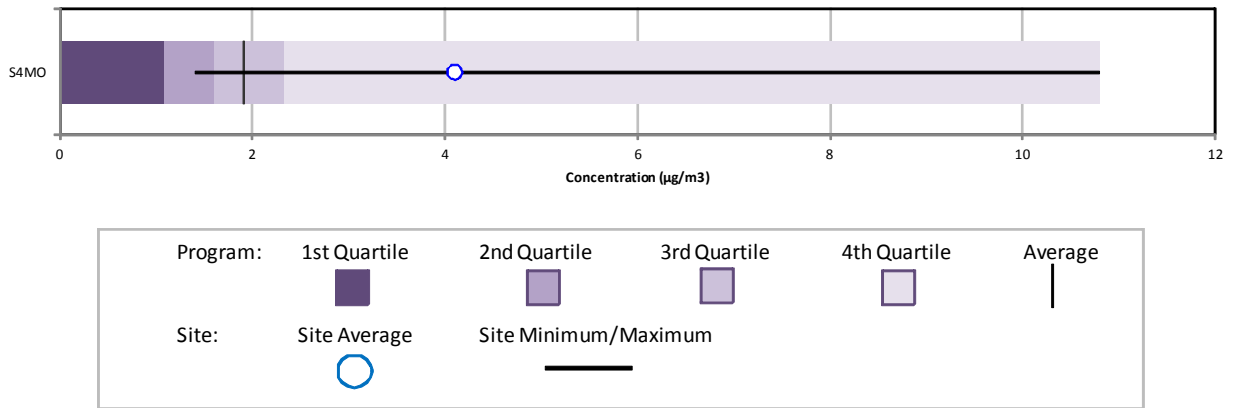 S4MO
0 2 4 6 8 10 12
Concentration (µg/m3)
Program: 1st Quartile 2nd Quartile 3rd Quartile 4th Quartile Average
Site: Site Average Site Minimum/Maximum